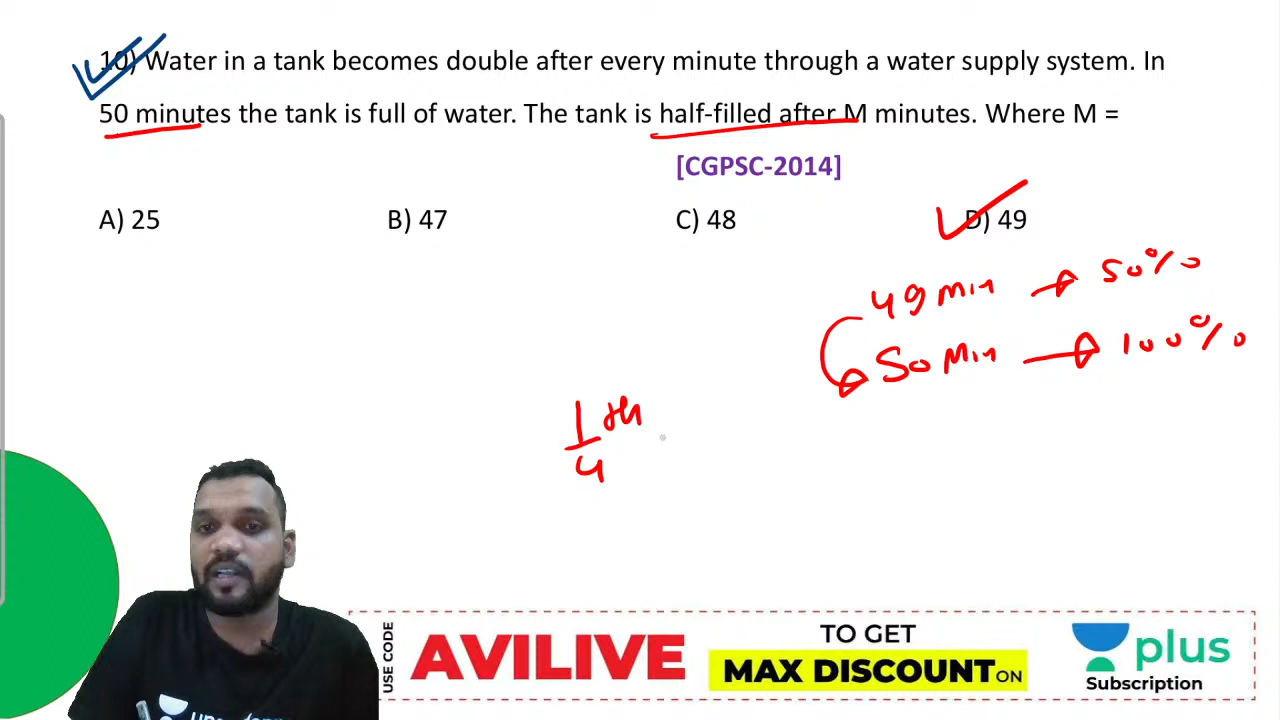 10) Water in a tank becomes double after every minute through a water supply system. In
50 minutes the tank is full of water. The tank is half-filled after M minutes. Where M =
[CGPSC-2014]
A) 25 B) 47 C) 48 D) 49
49 min → 50%
50 min → 100%
1/4 th
USE CODE
AVILIVE
TO GET
MAX DISCOUNT ON
plus
Subscription